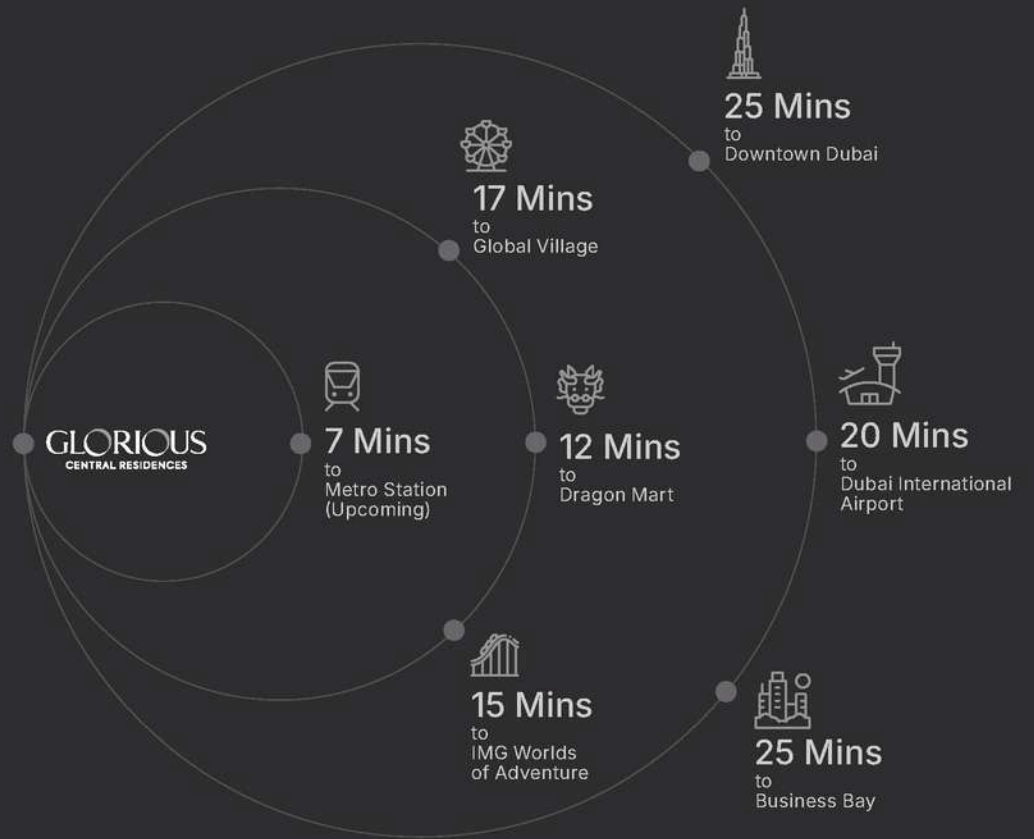 25 Mins
to
Downtown Dubai
17 Mins
to
Global Village
GLORIOUS
CENTRAL RESIDENCES
7 Mins
to
Metro Station
(Upcoming)
12 Mins
to
Dragon Mart
20 Mins
to
Dubai International
Airport
15 Mins
to
IMG Worlds
of Adventure
25 Mins
to
Business Bay